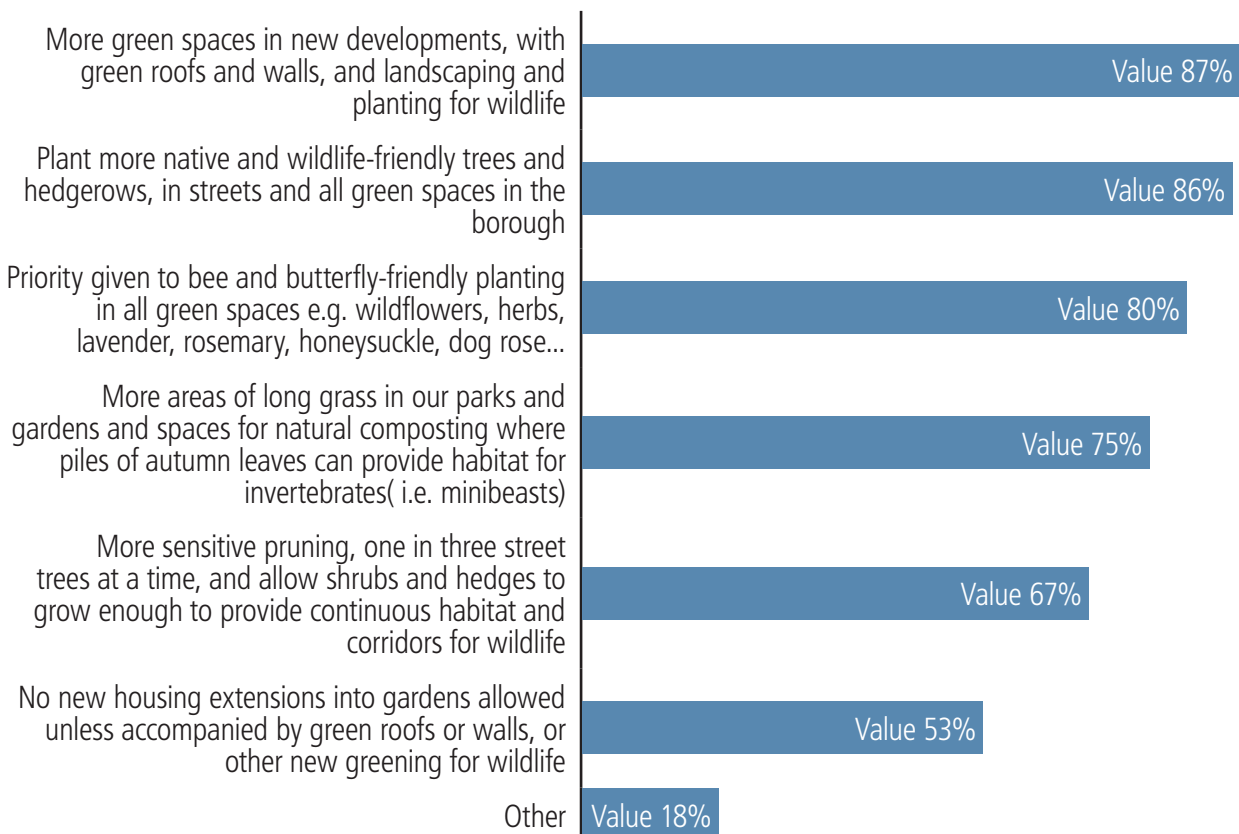 More green spaces in new developments, with
green roofs and walls, and landscaping and
planting for wildlife
Value 87%
Plant more native and wildlife-friendly trees and
hedgerows, in streets and all green spaces in the
borough
Value 86%
Priority given to bee and butterfly-friendly planting
in all green spaces e.g. wildflowers, herbs,
lavender, rosemary, honeysuckle, dog rose...
Value 80%
More areas of long grass in our parks and
gardens and spaces for natural composting where
piles of autumn leaves can provide habitat for
invertebrates( i.e. minibeasts)
Value 75%
More sensitive pruning, one in three street
trees at a time, and allow shrubs and hedges to
grow enough to provide continuous habitat and
corridors for wildlife
Value 67%
No new housing extensions into gardens allowed
unless accompanied by green roofs or walls, or
other new greening for wildlife
Value 53%
Other
Value 18%